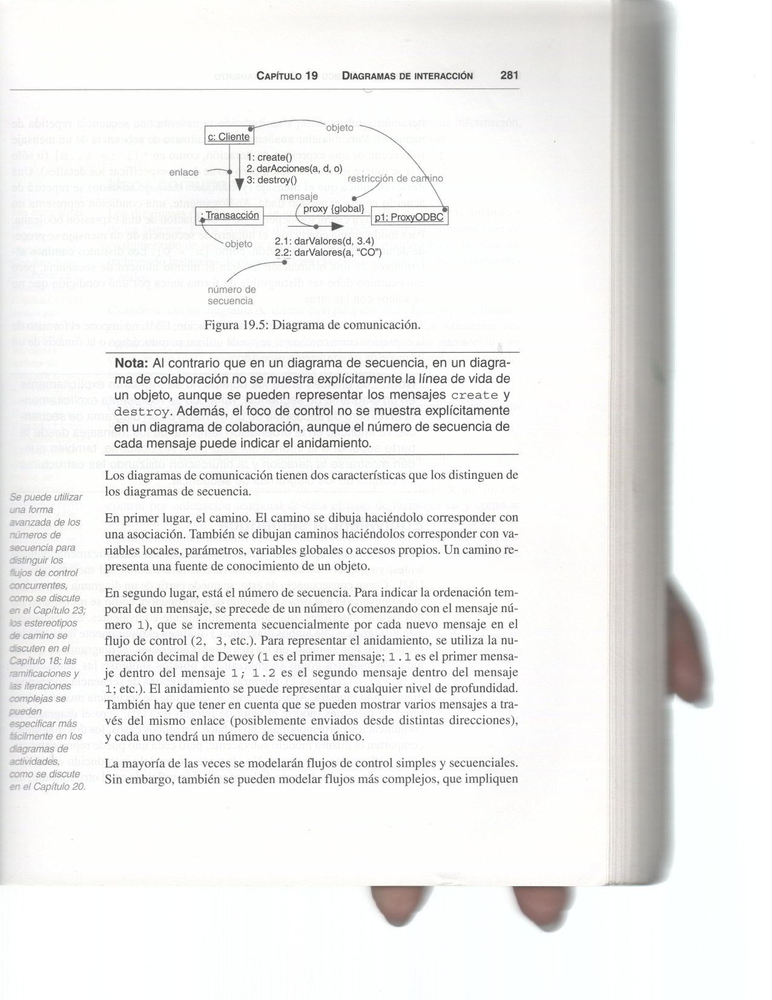 CAPÍTULO 19 DIAGRAMAS DE INTERACCIÓN 281
objeto
c: Cliente
1: create()
2. darAcciones(a, d, o)
3: destroy()
enlace
restricción de camino
mensaje
proxy {global}
: Transacción
p1: ProxyODBC
objeto
2.1: darValores(d, 3.4)
2.2: darValores(a, “CO”)
número de
secuencia
Figura 19.5: Diagrama de comunicación.
Nota: Al contrario que en un diagrama de secuencia, en un diagra-
ma de colaboración no se muestra explícitamente la línea de vida de
un objeto, aunque se pueden representar los mensajes create y
destroy. Además, el foco de control no se muestra explícitamente
en un diagrama de colaboración, aunque el número de secuencia de
cada mensaje puede indicar el anidamiento.
Los diagramas de comunicación tienen dos características que los distinguen de
los diagramas de secuencia.
En primer lugar, el camino. El camino se dibuja haciéndolo corresponder con
una asociación. También se dibujan caminos haciéndolos corresponder con va-
riables locales, parámetros, variables globales o accesos propios. Un camino re-
presenta una fuente de conocimiento de un objeto.
En segundo lugar, está el número de secuencia. Para indicar la ordenación tem-
poral de un mensaje, se precede de un número (comenzando con el mensaje nú-
mero 1), que se incrementa secuencialmente por cada nuevo mensaje en el
flujo de control (2, 3, etc.). Para representar el anidamiento, se utiliza la nu-
meración decimal de Dewey (1 es el primer mensaje; 1.1 es el primer mensa-
je dentro del mensaje 1; 1.2 es el segundo mensaje dentro del mensaje
1; etc.). El anidamiento se puede representar a cualquier nivel de profundidad.
También hay que tener en cuenta que se pueden mostrar varios mensajes a tra-
vés del mismo enlace (posiblemente enviados desde distintas direcciones),
y cada uno tendrá un número de secuencia único.
La mayoría de las veces se modelarán flujos de control simples y secuenciales.
Sin embargo, también se pueden modelar flujos más complejos, que impliquen
Se puede utilizar
una forma
avanzada de los
números de
secuencia para
distinguir los
flujos de control
concurrentes,
como se discute
en el Capítulo 23;
los estereotipos
de camino se
discuten en el
Capítulo 18; las
ramificaciones y
las iteraciones
complejas se
pueden
especificar más
fácilmente en los
diagramas de
actividades,
como se discute
en el Capítulo 20.